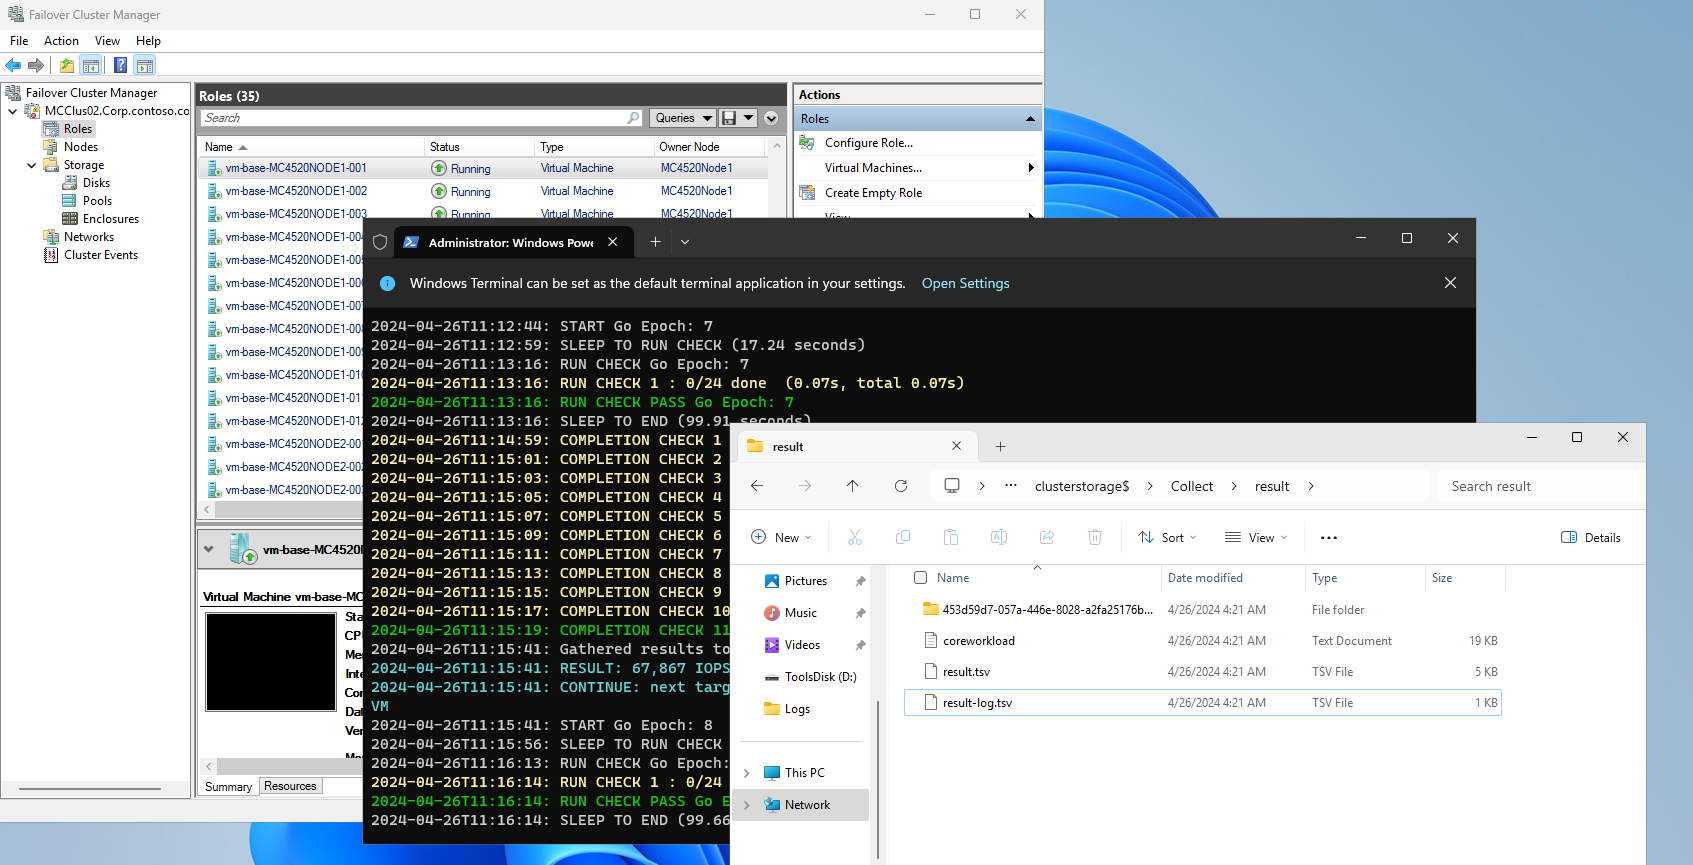 Failover Cluster Manager
File Action View Help
Failover Cluster Manager
MCClus02.Corp.contoso.co
Roles
Nodes
Storage
Disks
Pools
Enclosures
Networks
Cluster Events
Roles (35)
Search
Queries
Name Status Type Owner Node
vm-base-MC4520NODE1-001 Running Virtual Machine MC4520Node1
vm-base-MC4520NODE1-002 Running Virtual Machine MC4520Node1
vm-base-MC4520NODE1-003 Running Virtual Machine MC4520Node1
vm-base-MC4520NODE1-004
vm-base-MC4520NODE1-005
vm-base-MC4520NODE1-006
vm-base-MC4520NODE1-007
vm-base-MC4520NODE1-008
vm-base-MC4520NODE1-009
vm-base-MC4520NODE1-010
vm-base-MC4520NODE1-011
vm-base-MC4520NODE1-012
vm-base-MC4520NODE2-001
vm-base-MC4520NODE2-002
vm-base-MC4520NODE2-003
vm-base-MC4520
Virtual Machine vm-base-MC
Sta
CPU
Me
Inte
Co
Da
Ver
Summary Resources
Actions
Roles
Configure Role...
Virtual Machines...
Create Empty Role
View
Administrator: Windows Powe
Windows Terminal can be set as the default terminal application in your settings. Open Settings
2024-04-26T11:12:44: START Go Epoch: 7
2024-04-26T11:12:59: SLEEP TO RUN CHECK (17.24 seconds)
2024-04-26T11:13:16: RUN CHECK Go Epoch: 7
2024-04-26T11:13:16: RUN CHECK 1 : 0/24 done (0.07s, total 0.07s)
2024-04-26T11:13:16: RUN CHECK PASS Go Epoch: 7
2024-04-26T11:13:16: SLEEP TO END (99.91 seconds)
2024-04-26T11:14:59: COMPLETION CHECK 1
2024-04-26T11:15:01: COMPLETION CHECK 2
2024-04-26T11:15:03: COMPLETION CHECK 3
2024-04-26T11:15:05: COMPLETION CHECK 4
2024-04-26T11:15:07: COMPLETION CHECK 5
2024-04-26T11:15:09: COMPLETION CHECK 6
2024-04-26T11:15:11: COMPLETION CHECK 7
2024-04-26T11:15:13: COMPLETION CHECK 8
2024-04-26T11:15:15: COMPLETION CHECK 9
2024-04-26T11:15:17: COMPLETION CHECK 10
2024-04-26T11:15:19: COMPLETION CHECK 11
2024-04-26T11:15:41: Gathered results to
2024-04-26T11:15:41: RESULT: 67,867 IOPS
2024-04-26T11:15:41: CONTINUE: next targ
VM
2024-04-26T11:15:41: START Go Epoch: 8
2024-04-26T11:15:56: SLEEP TO RUN CHECK
2024-04-26T11:16:13: RUN CHECK Go Epoch:
2024-04-26T11:16:14: RUN CHECK 1 : 0/24
2024-04-26T11:16:14: RUN CHECK PASS Go E
2024-04-26T11:16:14: SLEEP TO END (99.66
result
clusterstorage$ Collect result
Search result
New Sort View Details
Pictures
Music
Videos
ToolsDisk (D:)
Logs
This PC
Network
Name Date modified Type Size
453d59d7-057a-446e-8028-a2fa25176b... 4/26/2024 4:21 AM File folder
coreworkload 4/26/2024 4:21 AM Text Document 19 KB
result.tsv 4/26/2024 4:21 AM TSV File 5 KB
result-log.tsv 4/26/2024 4:21 AM TSV File 1 KB